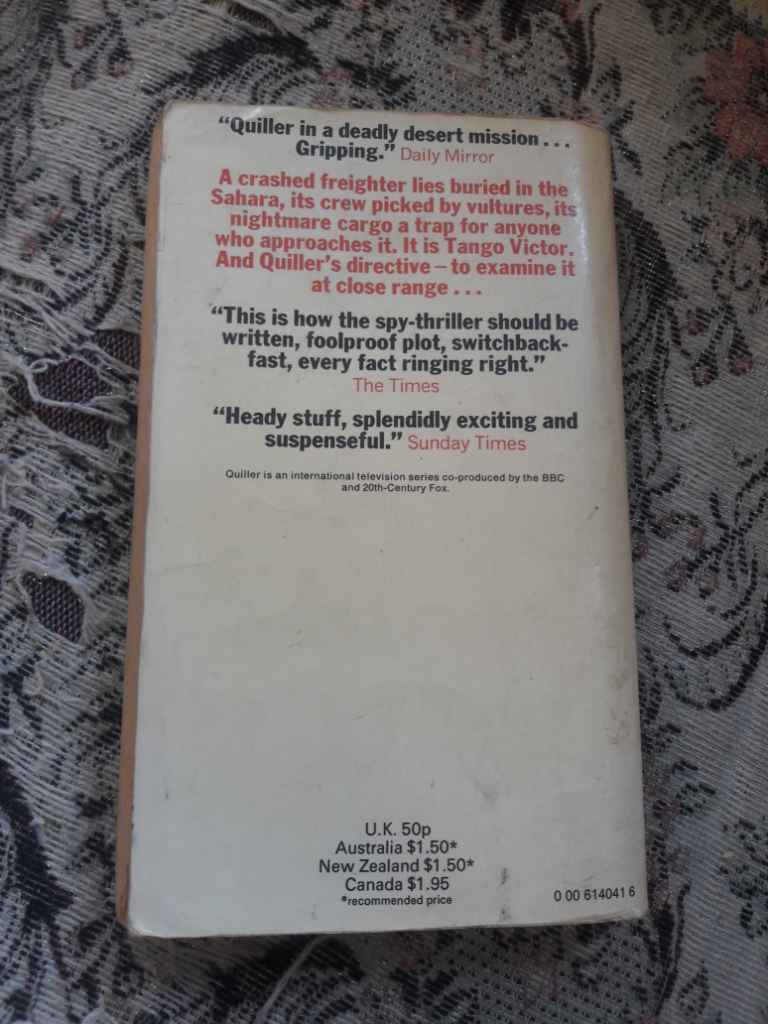 “Quiller in a deadly desert mission . . .
Gripping.” Daily Mirror
A crashed freighter lies buried in the
Sahara, its crew picked by vultures, its
nightmare cargo a trap for anyone
who approaches it. It is Tango Victor.
And Quiller’s directive – to examine it
at close range . . .
“This is how the spy-thriller should be
written, foolproof plot, switchback-
fast, every fact ringing right.”
The Times
“Heady stuff, splendidly exciting and
suspenseful.” Sunday Times
Quiller is an international television series co-produced by the BBC
and 20th-Century Fox.
U.K. 50p
Australia $1.50*
New Zealand $1.50*
Canada $1.95
*recommended price
0 00 614041 6